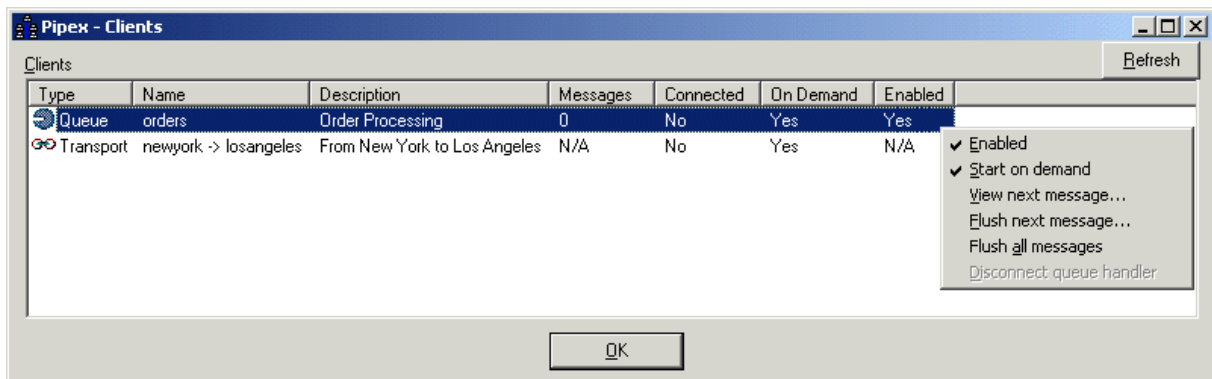 Pipex - Clients
Clients
Refresh
Type Name Description Messages Connected On Demand Enabled
Queue orders Order Processing 0 No Yes Yes
Transport newyork -> losangeles From New York to Los Angeles N/A No Yes N/A
Enabled
Start on demand
View next message...
Flush next message...
Flush all messages
Disconnect queue handler
OK